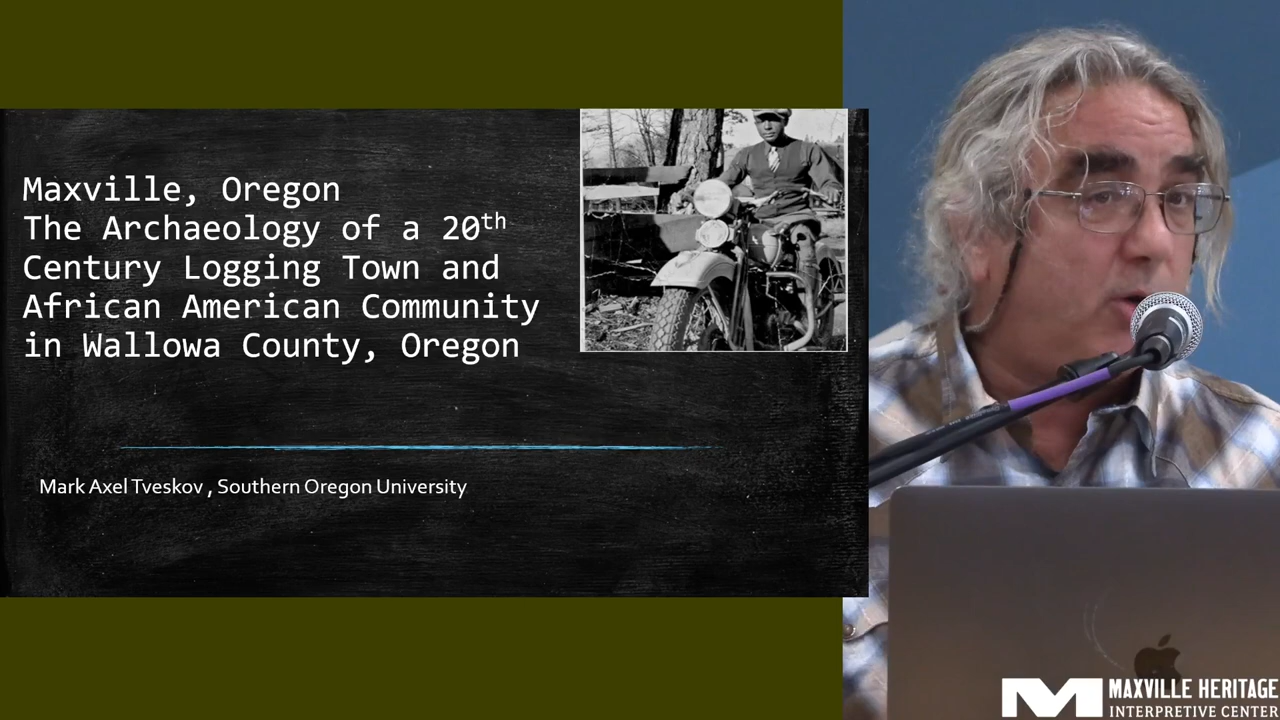 Maxville, Oregon
The Archaeology of a 20th
Century Logging Town and
African American Community
in Wallowa County, Oregon
Mark Axel Tveskov , Southern Oregon University
M MAXVILLE HERITAGE
INTERPRETIVE CENTER